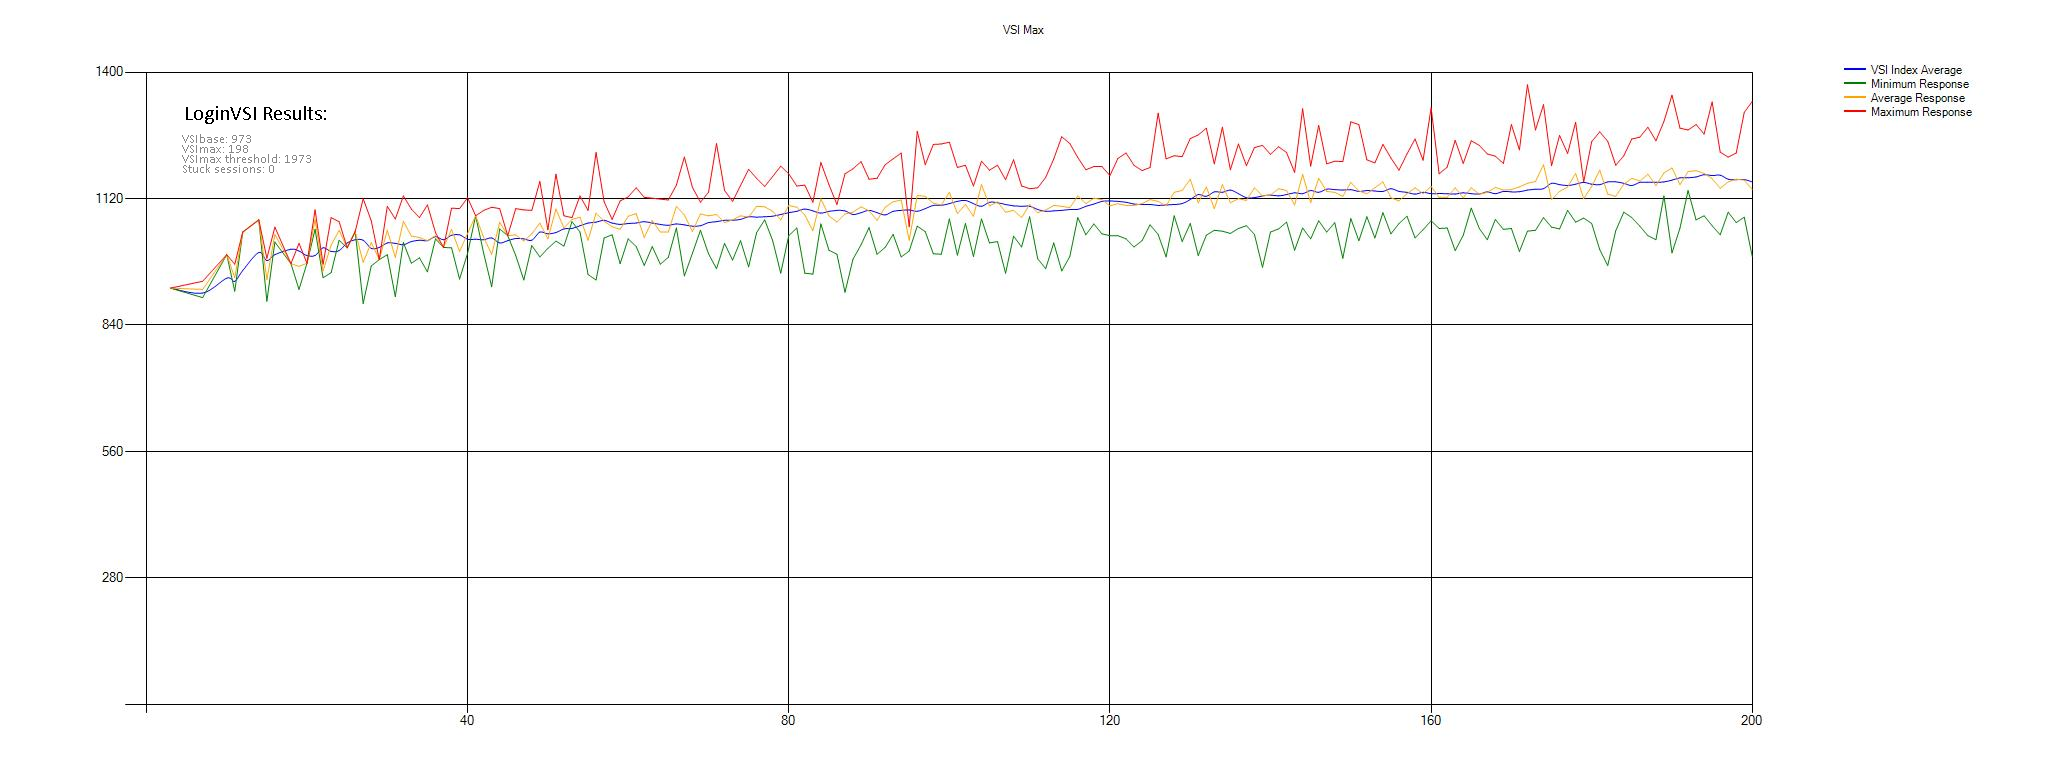 VSI Max
1400
1120
840
560
280
LoginVSI Results:
VSIbase: 973
VSImax: 198
VSImax threshold: 1973
Stuck sessions: 0
VSI Index Average
Minimum Response
Average Response
Maximum Response
40
80
120
160
200